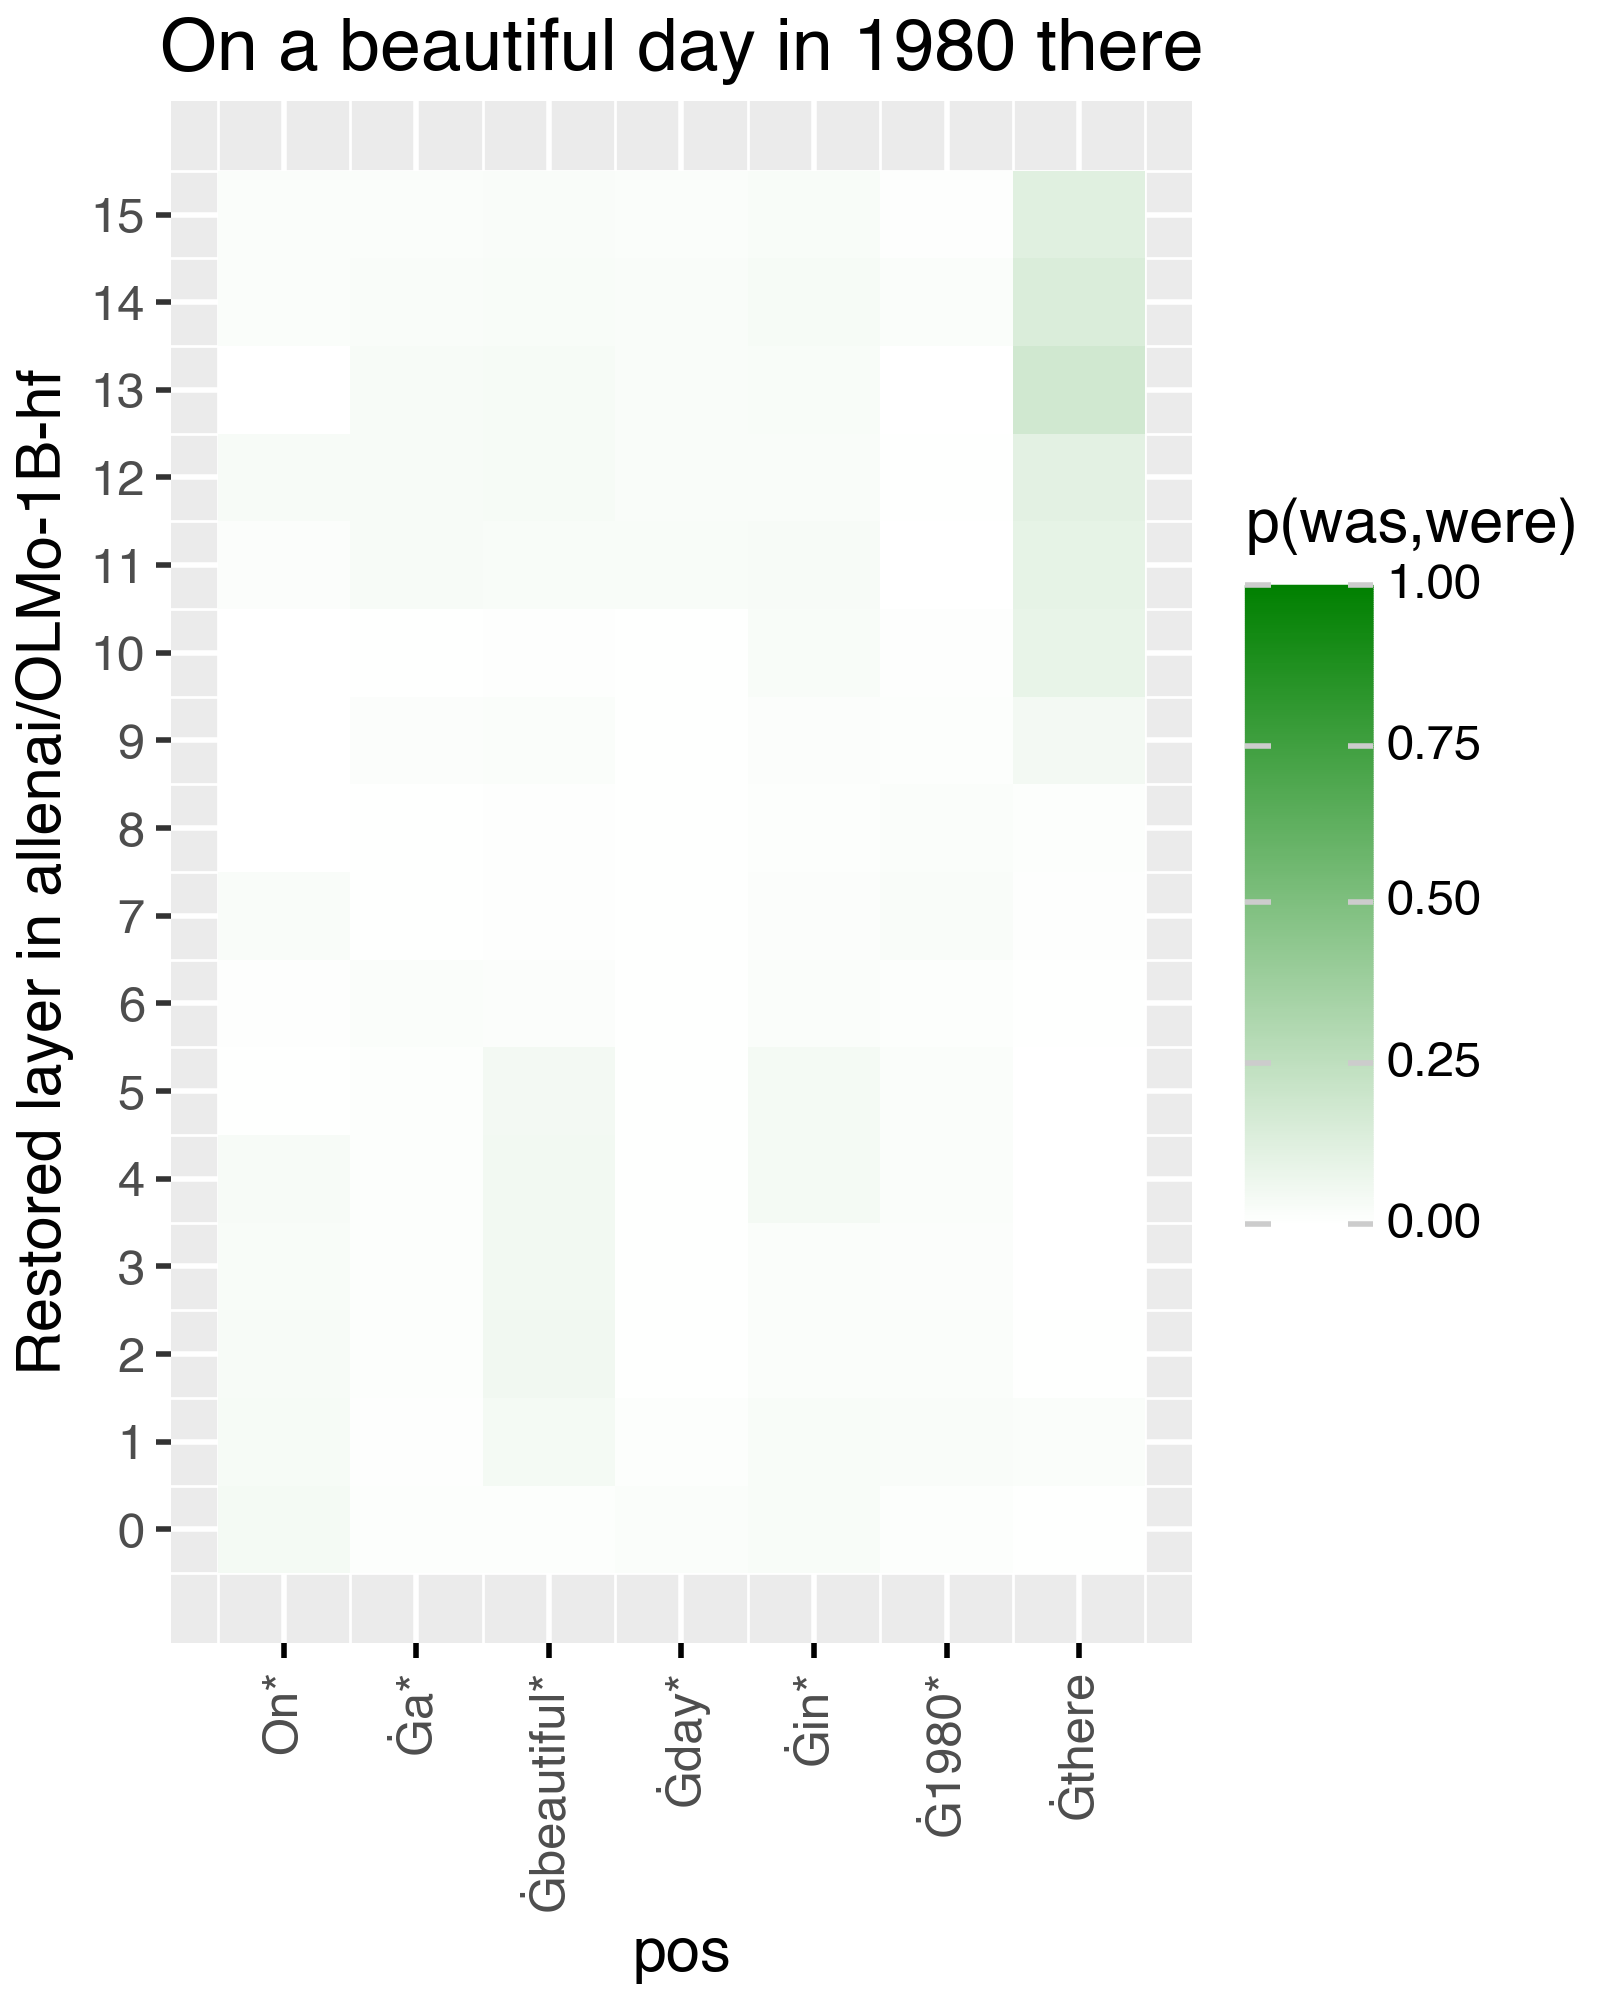 On a beautiful day in 1980 there
Restored layer in allenai/OLMo-1B-hf
15
14
13
12
11
10
9
8
7
6
5
4
3
2
1
0
On*
Ġa*
Ġbeautiful*
Ġday*
Ġin*
Ġ1980*
Ġthere
pos
p(was,were)
1.00
0.75
0.50
0.25
0.00